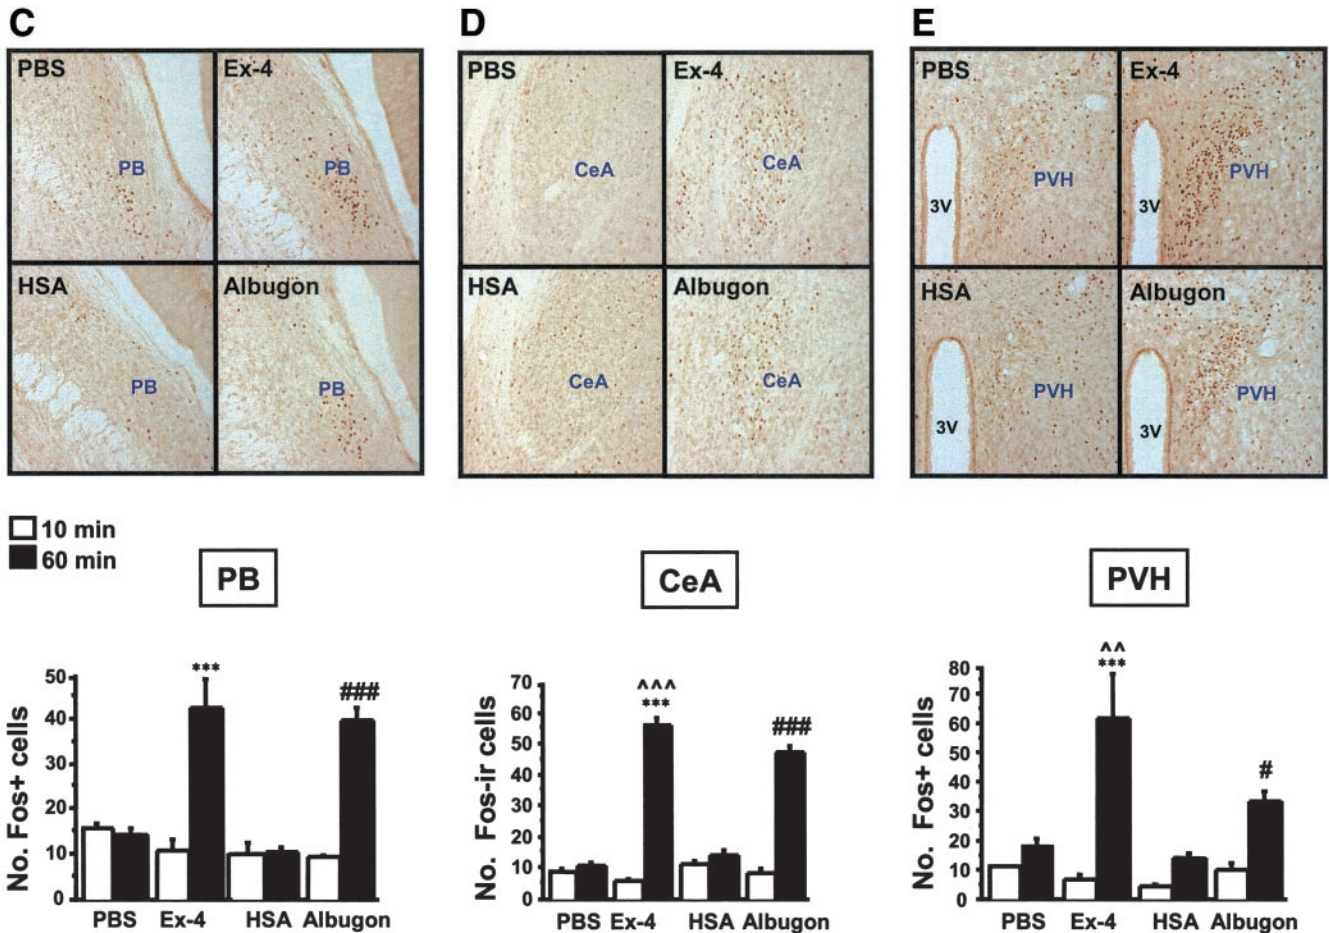 C D E
PBS Ex-4 PBS Ex-4 PBS Ex-4
PB PB CeA CeA PVH PVH
3V 3V
HSA Albugon HSA Albugon HSA Albugon
PB PB CeA CeA PVH PVH
3V 3V
10 min
60 min
PB
No. Fos+ cells
50
40
30
20
10
0
***
###
PBS Ex-4 HSA Albugon
CeA
No. Fos-ir cells
70
60
50
40
30
20
10
0
^^^
***
###
PBS Ex-4 HSA Albugon
PVH
No. Fos+ cells
80
70
60
50
40
30
20
10
0
^^
***
#
PBS Ex-4 HSA Albugon